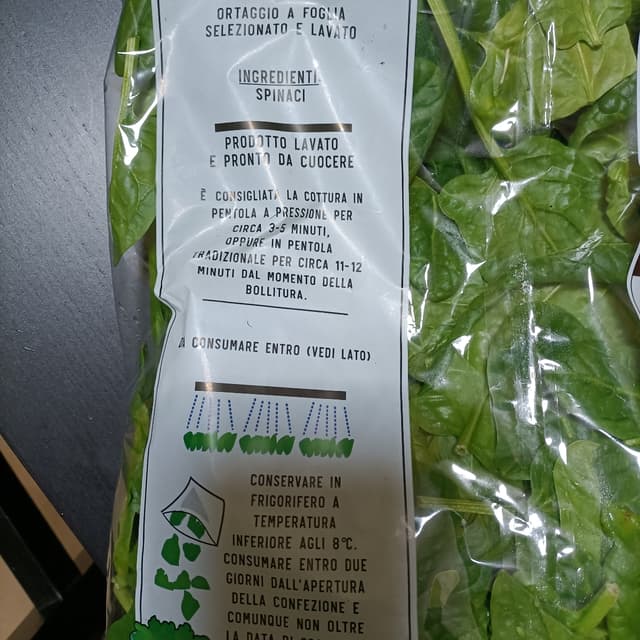 ORTAGGIO A FOGLIA
SELEZIONATO E LAVATO
INGREDIENTI
SPINACI
PRODOTTO LAVATO
E PRONTO DA CUOCERE
È CONSIGLIATA LA COTTURA IN
PENTOLA A PRESSIONE PER
CIRCA 3-5 MINUTI,
OPPURE IN PENTOLA
TRADIZIONALE PER CIRCA 11-12
MINUTI DAL MOMENTO DELLA
BOLLITURA.
A CONSUMARE ENTRO (VEDI LATO)
CONSERVARE IN
FRIGORIFERO A
TEMPERATURA
INFERIORE AGLI 8°C.
CONSUMARE ENTRO DUE
GIORNI DALL'APERTURA
DELLA CONFEZIONE E
COMUNQUE NON OLTRE
LA DATA DI